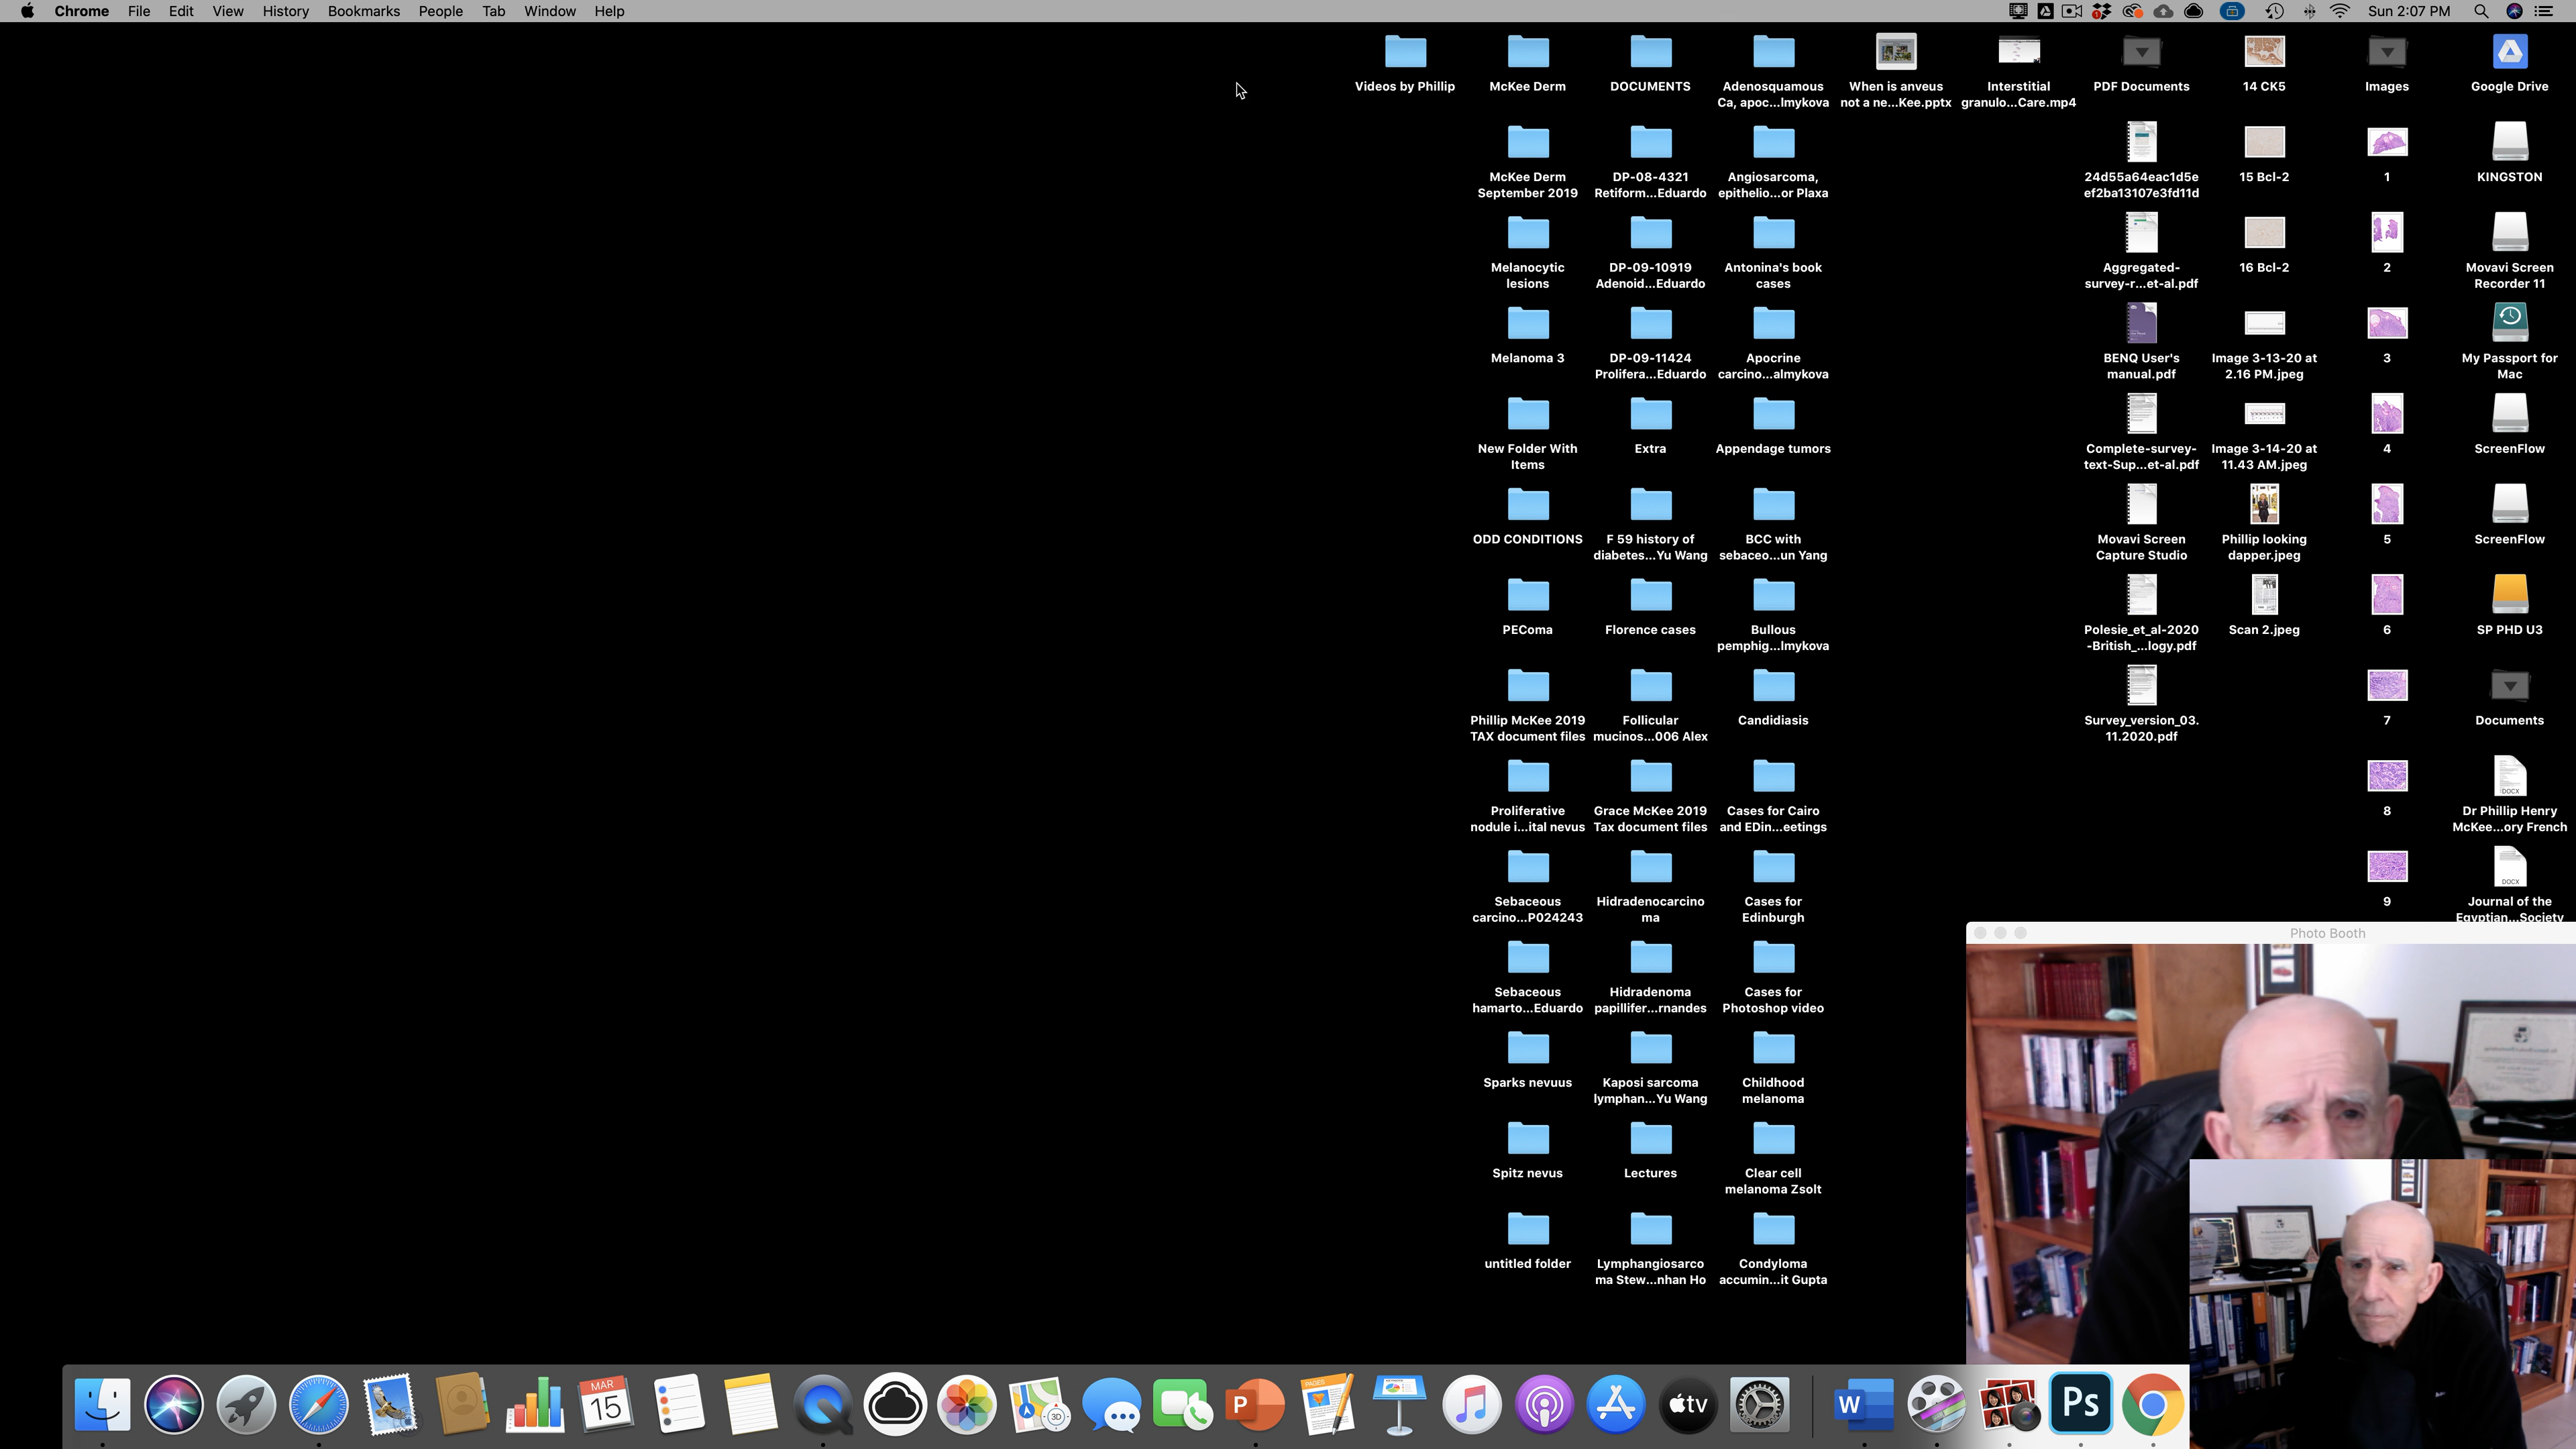 Chrome File Edit View History Bookmarks People Tab Window Help
1
Sun 2:07 PM
Videos by Phillip
McKee Derm
DOCUMENTS
Adenosquamous
Ca, apoc...lmykova
When is anveus
not a ne...Kee.pptx
Interstitial
granulo...Care.mp4
PDF Documents
14 CK5
Images
Google Drive
McKee Derm
September 2019
DP-08-4321
Retiform...Eduardo
Angiosarcoma,
epithelio...or Plaxa
24d55a64eac1d5e
ef2ba13107e3fd11d
15 Bcl-2
1
KINGSTON
Melanocytic
lesions
DP-09-10919
Adenoid...Eduardo
Antonina's book
cases
Aggregated-
survey-r...et-al.pdf
16 Bcl-2
2
Movavi Screen
Recorder 11
Melanoma 3
DP-09-11424
Prolifera...Eduardo
Apocrine
carcino...almykova
BENQ User's
manual.pdf
Image 3-13-20 at
2.16 PM.jpeg
3
My Passport for
Mac
New Folder With
Items
Extra
Appendage tumors
Complete-survey-
text-Sup...et-al.pdf
Image 3-14-20 at
11.43 AM.jpeg
4
ScreenFlow
ODD CONDITIONS
F 59 history of
diabetes...Yu Wang
BCC with
sebaceo...un Yang
Movavi Screen
Capture Studio
Phillip looking
dapper.jpeg
5
ScreenFlow
PEComa
Florence cases
Bullous
pemphig...lmykova
Polesie_et_al-2020
-British_...logy.pdf
Scan 2.jpeg
6
SP PHD U3
Phillip McKee 2019
TAX document files
Follicular
mucinos...006 Alex
Candidiasis
Survey_version_03.
11.2020.pdf
7
Documents
Proliferative
nodule i...ital nevus
Grace McKee 2019
Tax document files
Cases for Cairo
and EDin...eetings
8
DOCX
Dr Phillip Henry
McKee...ory French
Sebaceous
carcino...P024243
Hidradenocarcino
ma
Cases for
Edinburgh
9
DOCX
Journal of the
Egyptian...Society
Photo Booth
Sebaceous
hamarto...Eduardo
Hidradenoma
papillifer...rnandes
Cases for
Photoshop video
Sparks nevuus
Kaposi sarcoma
lymphan...Yu Wang
Childhood
melanoma
Spitz nevus
Lectures
Clear cell
melanoma Zsolt
untitled folder
Lymphangiosarco
ma Stew...nhan Ho
Condyloma
accumin...it Gupta
MAR
15
3D
P
PAGES
tv
W
Ps